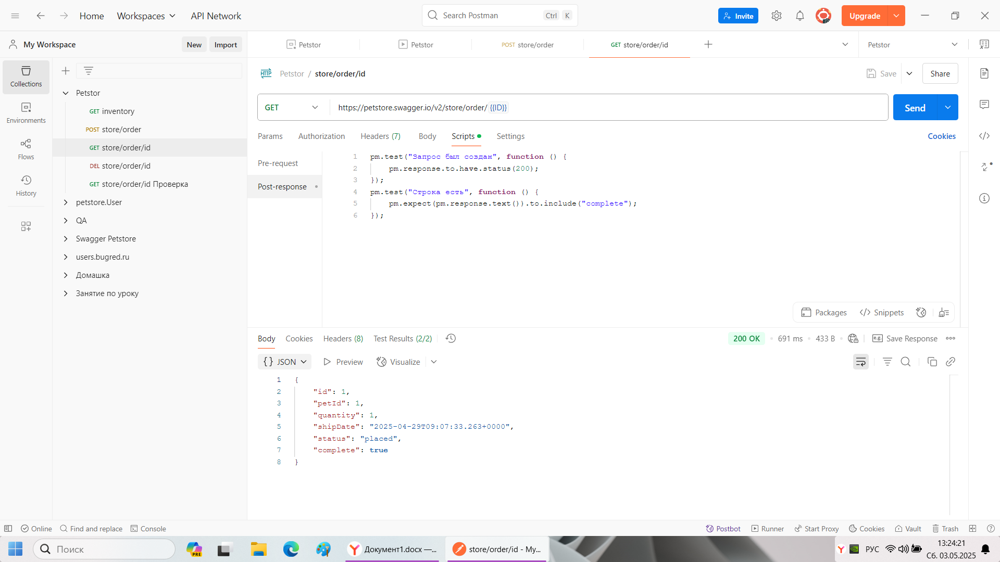 Home Workspaces API Network Search Postman Ctrl K Invite Upgrade
My Workspace New Import Petstor Petstor POST store/order GET store/order/id Petstor
Collections
Environments
Flows
History
Petstor
GET inventory
POST store/order
GET store/order/id
DEL store/order/id
GET store/order/id Проверка
petstore.User
QA
Swagger Petstore
users.bugred.ru
Домашка
Занятие по уроку
HTTP Petstor / store/order/id Save Share
GET https://petstore.swagger.io/v2/store/order/ {{ID}} Send
Params Authorization Headers (7) Body Scripts Settings Cookies
Pre-request
Post-response
1 pm.test("Запрос был создан", function () {
2 pm.response.to.have.status(200);
3 });
4 pm.test("Строка есть", function () {
5 pm.expect(pm.response.text()).to.include("complete");
6 });
Packages </> Snippets
Body Cookies Headers (8) Test Results (2/2) 200 OK • 691 ms • 433 B • e.g. Save Response
{} JSON Preview Visualize
1 {
2 "id": 1,
3 "petId": 1,
4 "quantity": 1,
5 "shipDate": "2025-04-29T09:07:33.263+0000",
6 "status": "placed",
7 "complete": true
8 }
Online Find and replace Console Postbot Runner Start Proxy Cookies Vault Trash
Поиск PRE Документ1.docx —... store/order/id - My... РУС 13:24:21
Сб. 03.05.2025